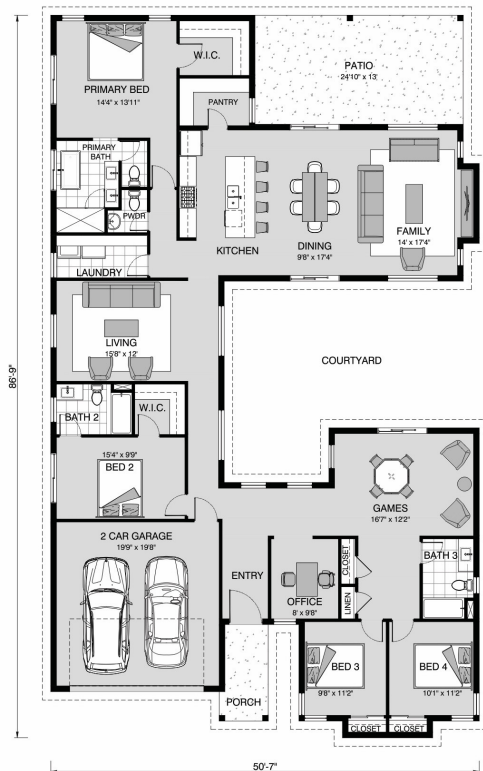 PRIMARY BED
14'4" x 13'11"
W.I.C.
PATIO
24'10" x 13'
PANTRY
PRIMARY
BATH
PWDR
LAUNDRY
KITCHEN
DINING
9'8" x 17'4"
FAMILY
14' x 17'4"
LIVING
15'8" x 12'
COURTYARD
86'-9"
BATH 2
W.I.C.
15'4" x 9'9"
BED 2
2 CAR GARAGE
19'9" x 19'8"
GAMES
16'7" x 12'2"
ENTRY
OFFICE
8' x 9'8"
CLOSET
LINEN
BATH 3
PORCH
BED 3
9'8" x 11'2"
BED 4
10'1" x 11'2"
CLOSET
CLOSET
50'-7"